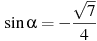 sin α = −√7/4